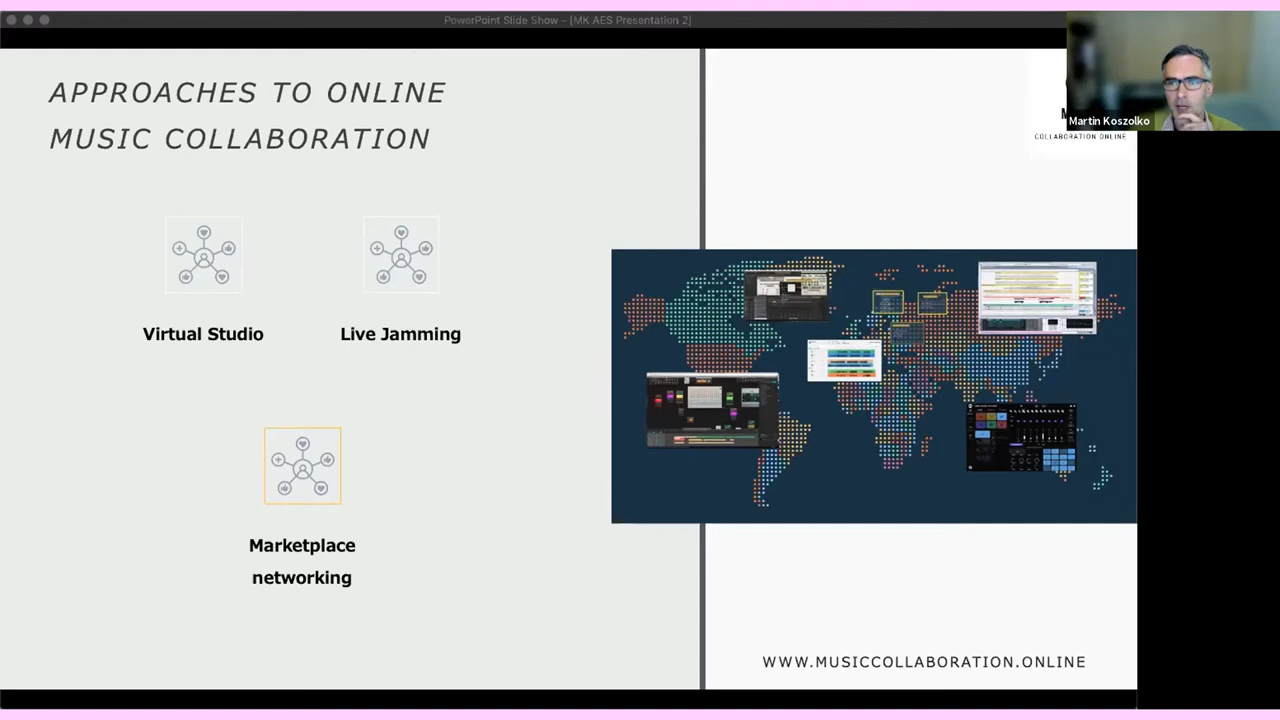 PowerPoint Slide Show - [MK AES Presentation 2]
APPROACHES TO ONLINE
MUSIC COLLABORATION
Martin Koszolko
COLLABORATION ONLINE
Virtual Studio
Live Jamming
Marketplace
networking
WWW.MUSICCOLLABORATION.ONLINE